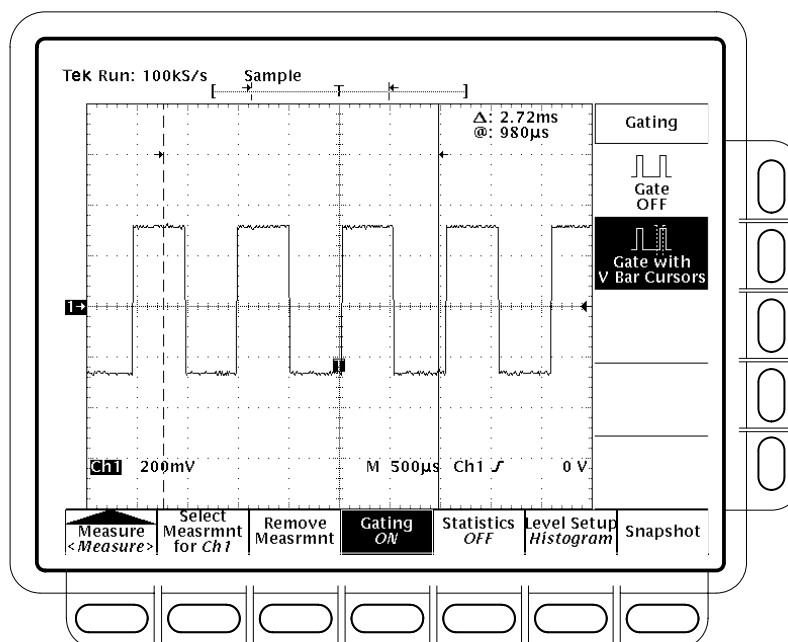 Tek Run: 100kS/s Sample
[ T ]
Δ: 2.72ms
@: 980µs
Gating
Gate
OFF
Gate with
V Bar Cursors
1
T
Ch1 200mV M 500µs Ch1 0 V
Measure
<Measure>
Select
Measrmnt
for Ch1
Remove
Measrmnt
Gating
ON
Statistics
OFF
Level Setup
Histogram
Snapshot